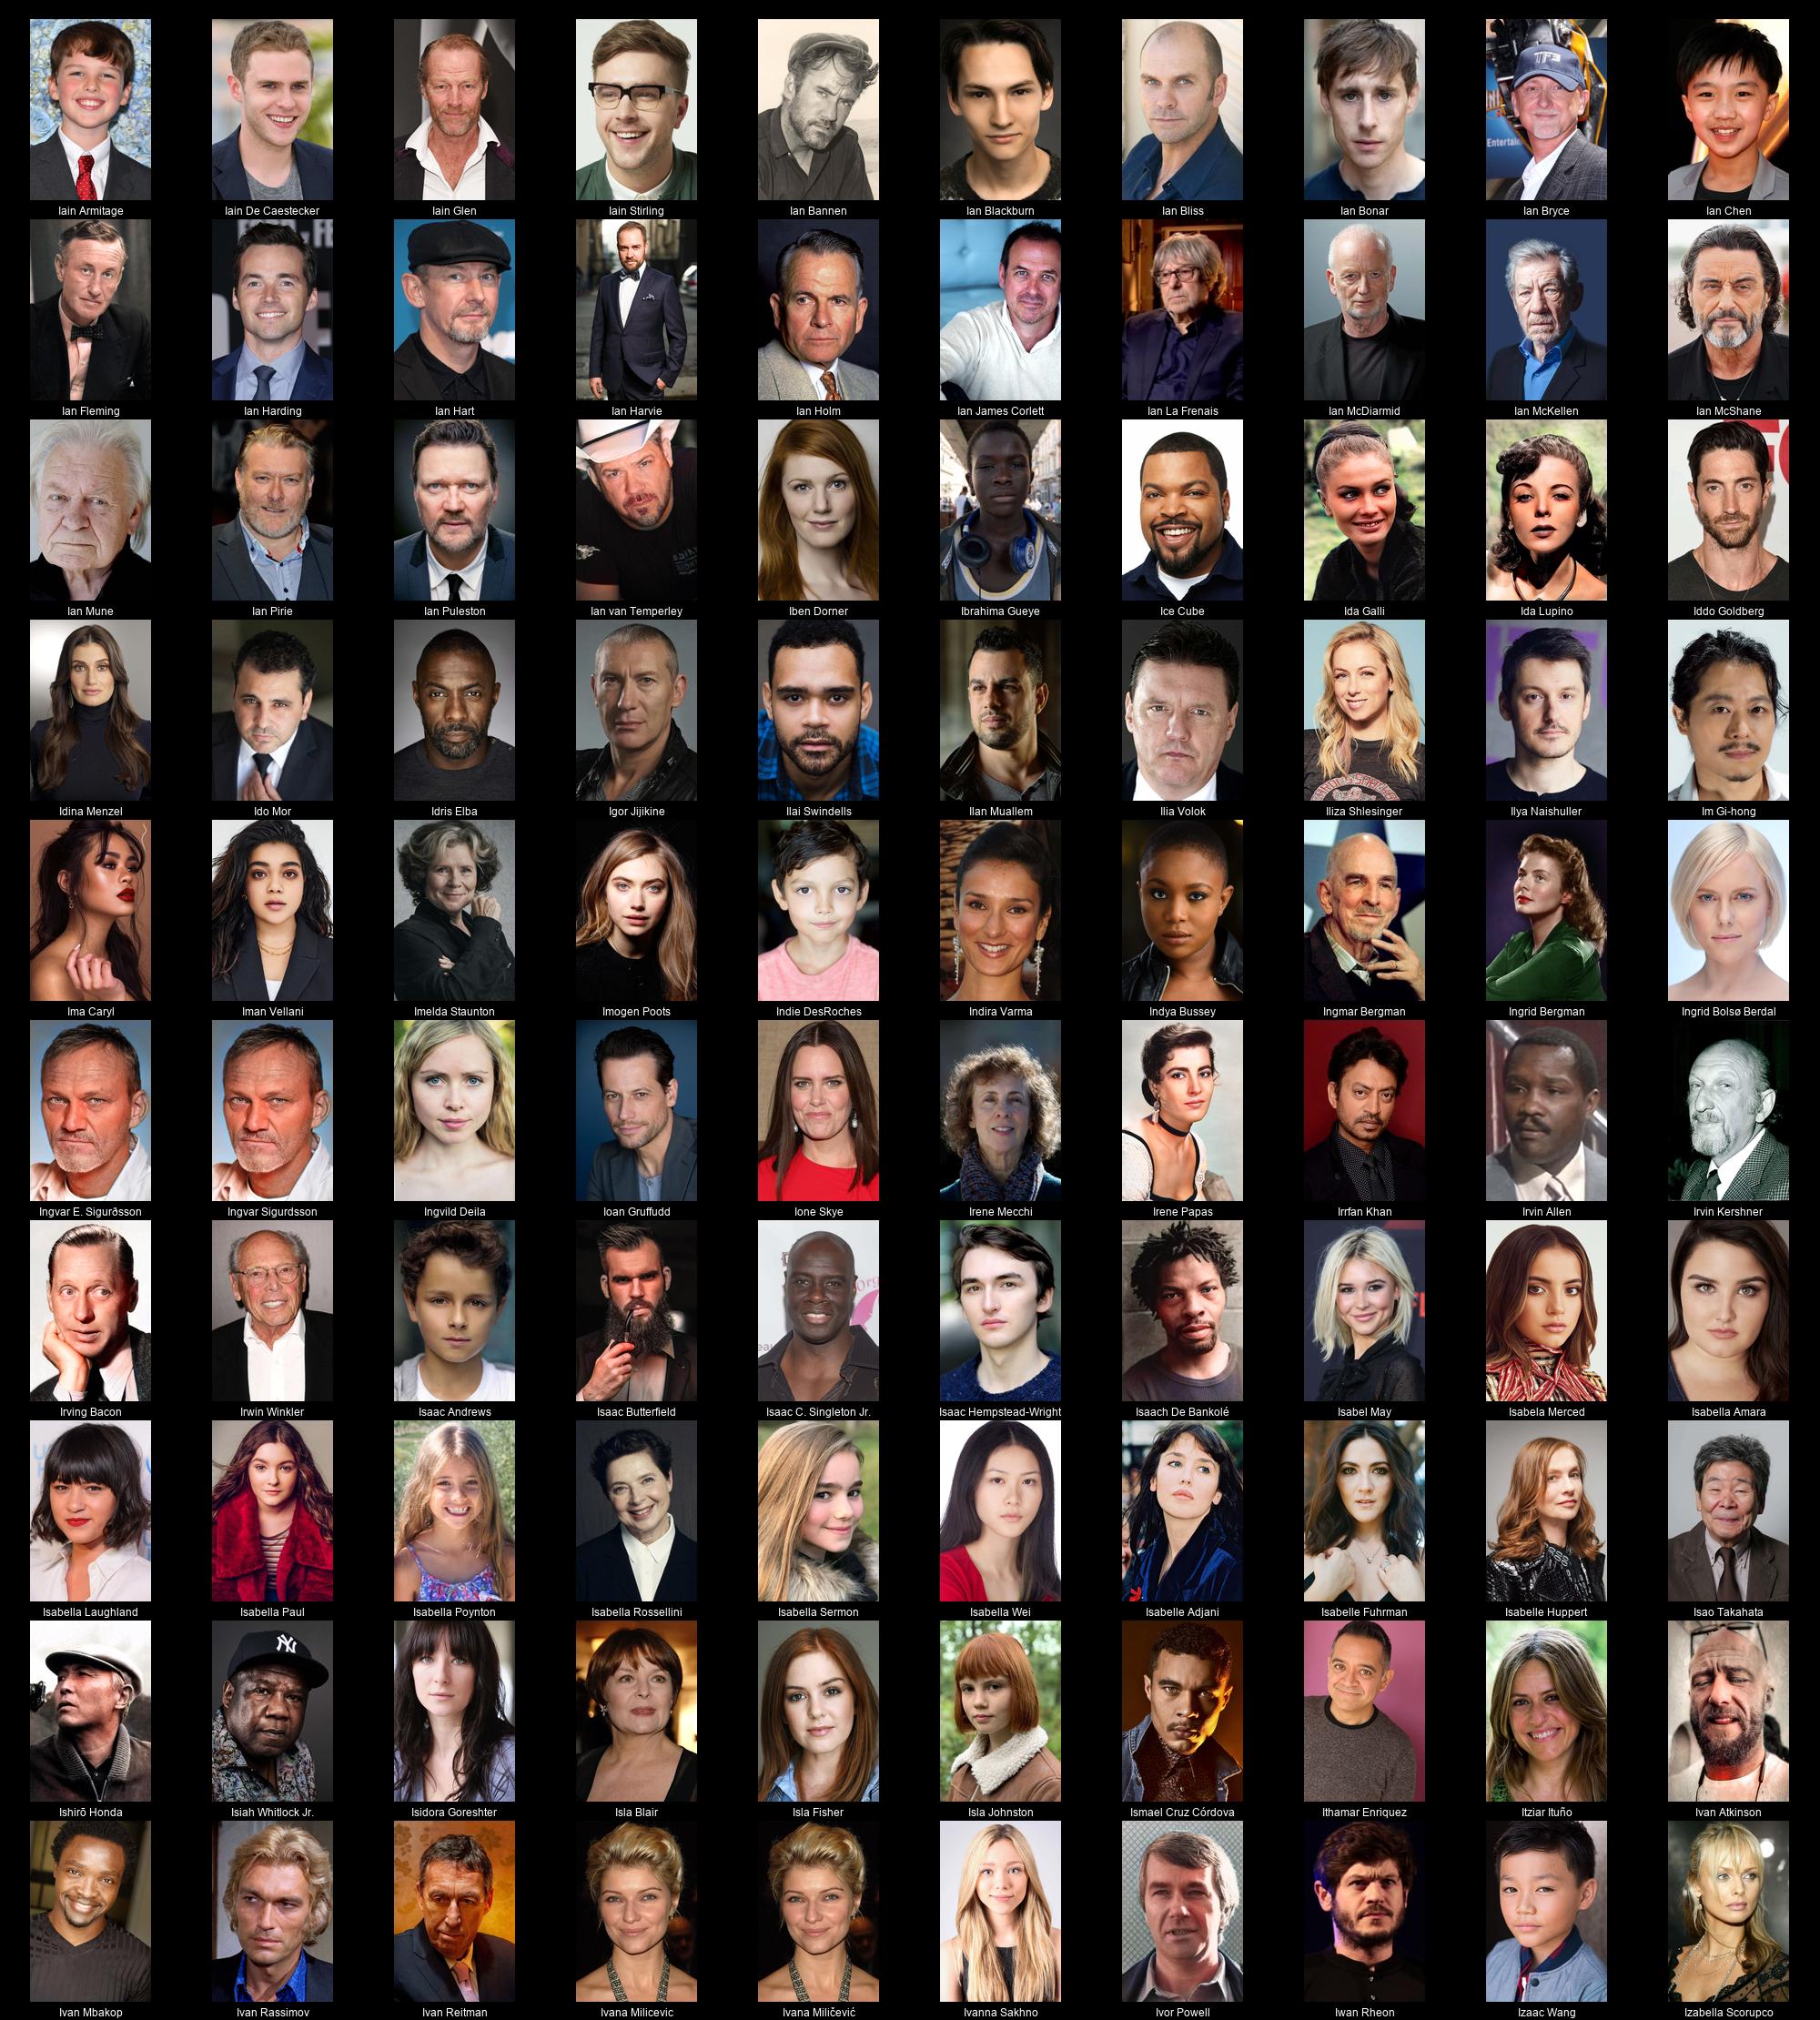 Iain Armitage
Iain De Caestecker
Iain Glen
Iain Stirling
Ian Bannen
Ian Blackburn
Ian Bliss
Ian Bonar
Ian Bryce
Ian Chen
Ian Fleming
Ian Harding
Ian Hart
Ian Harvie
Ian Holm
Ian James Corlett
Ian La Frenais
Ian McDiarmid
Ian McKellen
Ian McShane
Ian Mune
Ian Pirie
Ian Puleston
Ian van Temperley
Iben Dorner
Ibrahima Gueye
Ice Cube
Ida Galli
Ida Lupino
Iddo Goldberg
Idina Menzel
Ido Mor
Idris Elba
Igor Jijikine
Ilai Swindells
Ilan Muallem
Ilia Volok
Iliza Shlesinger
Ilya Naishuller
Im Gi-hong
Ima Caryl
Iman Vellani
Imelda Staunton
Imogen Poots
Indie DesRoches
Indira Varma
Indya Bussey
Ingmar Bergman
Ingrid Bergman
Ingrid Bolsø Berdal
Ingvar E. Sigurðsson
Ingvar Sigurdsson
Ingvild Deila
Ioan Gruffudd
Ione Skye
Irene Mecchi
Irene Papas
Irrfan Khan
Irvin Allen
Irvin Kershner
Irving Bacon
Irwin Winkler
Isaac Andrews
Isaac Butterfield
Isaac C. Singleton Jr.
Isaac Hempstead-Wright
Isaach De Bankolé
Isabel May
Isabela Merced
Isabella Amara
Isabella Laughland
Isabella Paul
Isabella Poynton
Isabella Rossellini
Isabella Sermon
Isabella Wei
Isabelle Adjani
Isabelle Fuhrman
Isabelle Huppert
Isao Takahata
Ishirō Honda
Isiah Whitlock Jr.
Isidora Goreshter
Isla Blair
Isla Fisher
Isla Johnston
Ismael Cruz Córdova
Ithamar Enriquez
Itziar Ituño
Ivan Atkinson
Ivan Mbakop
Ivan Rassimov
Ivan Reitman
Ivana Milicevic
Ivana Miličević
Ivanna Sakhno
Ivor Powell
Iwan Rheon
Izaac Wang
Izabella Scorupco